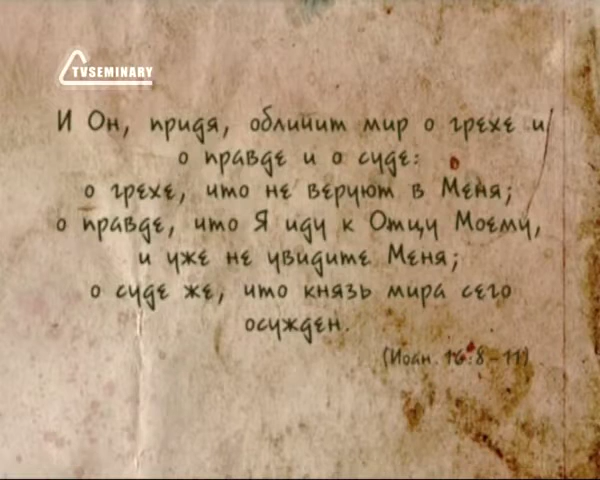 TVSEMINARY
И Он, придя, обличит мир о грехе и
о правде и о суде:
о грехе, что не веруют в Меня;
о правде, что Я иду к Отцу Моему,
и уже не увидите Меня;
о суде же, что князь мира сего
осужден.
(Иоан. 16:8-11)